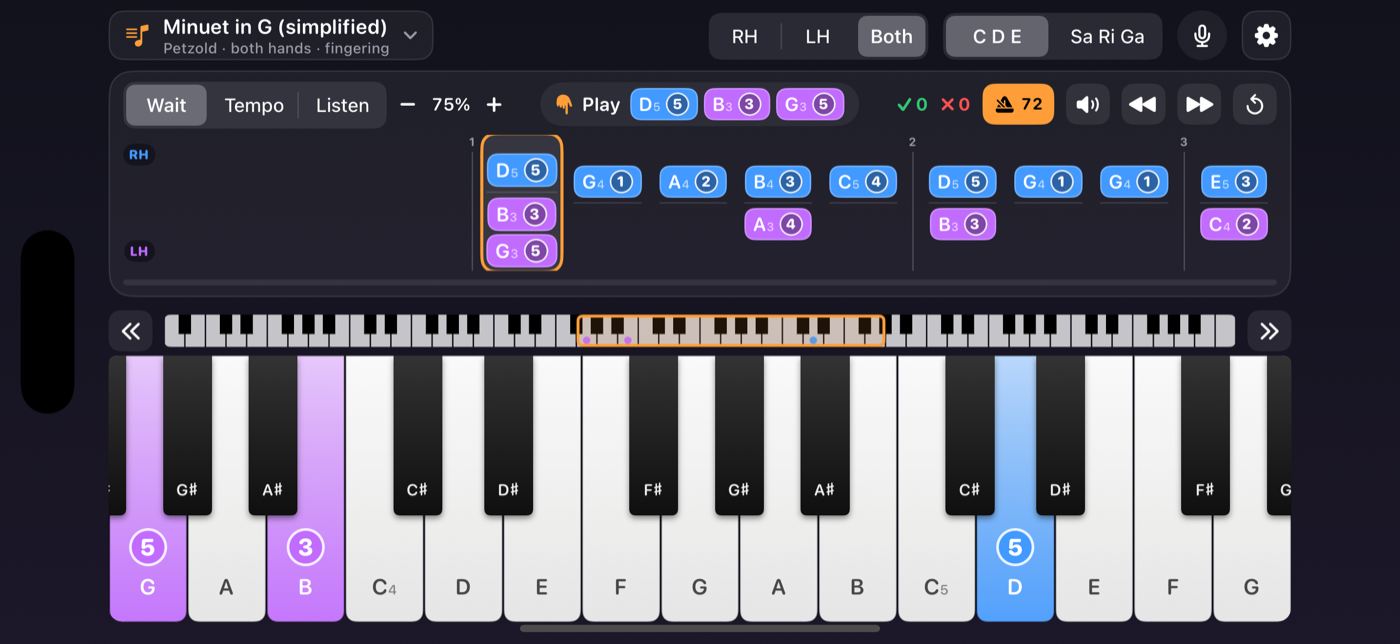 Minuet in G (simplified)
Petzold · both hands · fingering
RH LH Both
C D E Sa Ri Ga
Wait Tempo Listen
− 75% +
Play D5 5 B3 3 G3 5
0 0
72
1 2 3
RH
D5 5 G4 1 A4 2 B4 3 C5 4 D5 5 G4 1 G4 1 E5 3
B3 3 A3 4 B3 3 C4 2
LH
G3 5
G# A# C# D# F# G# A# C# D# F# G
5 3 5
G A B C4 D E F G A B C5 D E F G